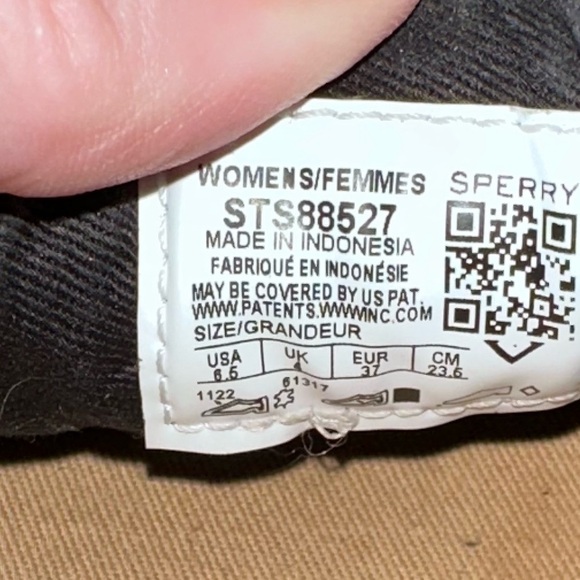 WOMENS/FEMMES SPERRY
STS88527
MADE IN INDONESIA
FABRIQUÉ EN INDONÉSIE
MAY BE COVERED BY US PAT.
WWW.PATENTS.WWWINC.COM
SIZE/GRANDEUR
USA UK EUR CM
6.5 4 37 23.5
1122 61317